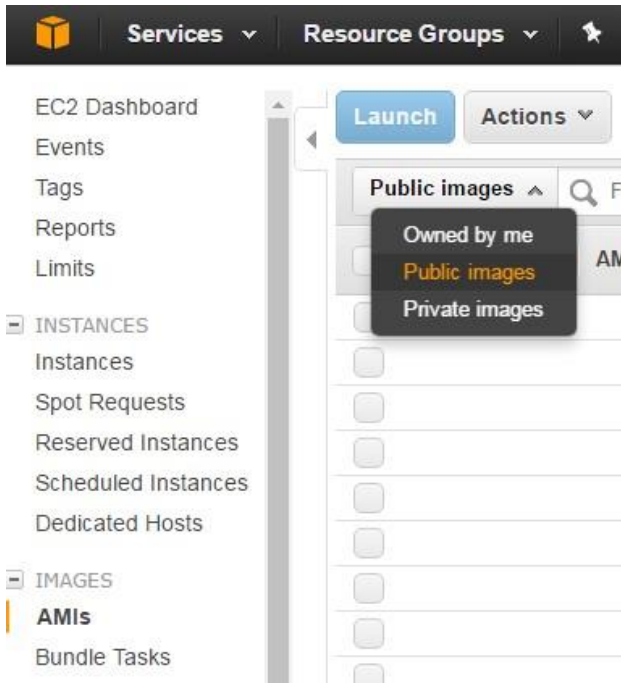 Services
Resource Groups
EC2 Dashboard
Events
Tags
Reports
Limits
INSTANCES
Instances
Spot Requests
Reserved Instances
Scheduled Instances
Dedicated Hosts
IMAGES
AMIs
Bundle Tasks
Launch
Actions
Public images
Owned by me
Public images
Private images